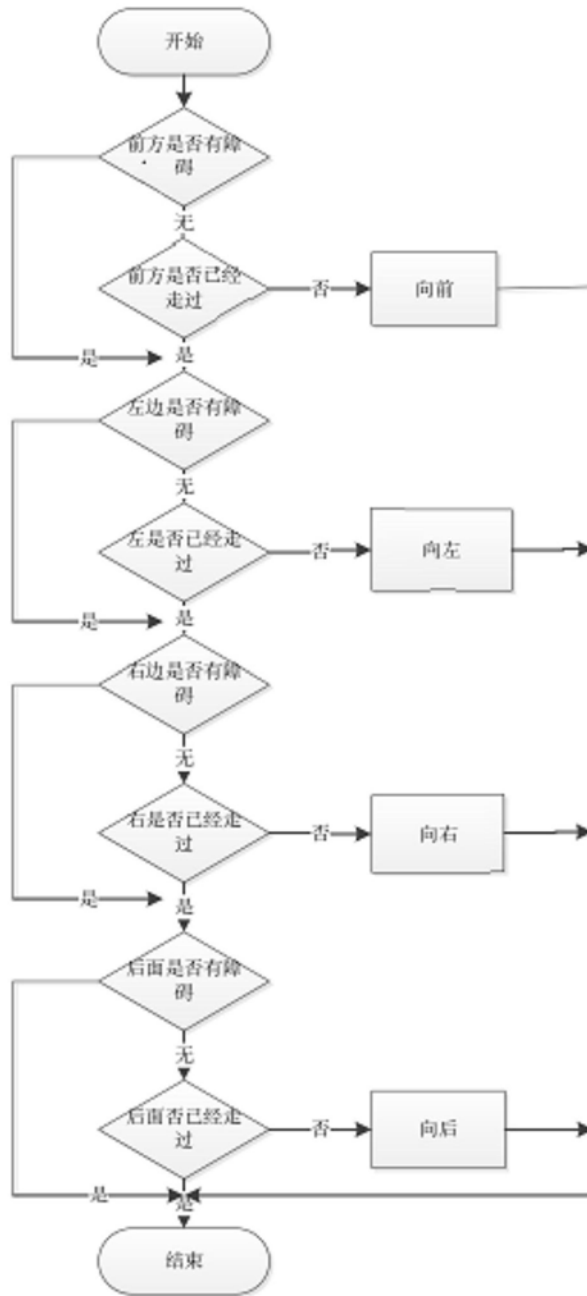 开始
前方是否有障
碍
无
前方是否已经
走过
否
向前
是
是
左边是否有障
碍
无
左是否已经走
过
否
向左
是
是
右边是否有障
碍
无
右是否已经走
过
否
向右
是
是
后面是否有障
碍
无
后面否已经走
过
否
向后
是
是
结束